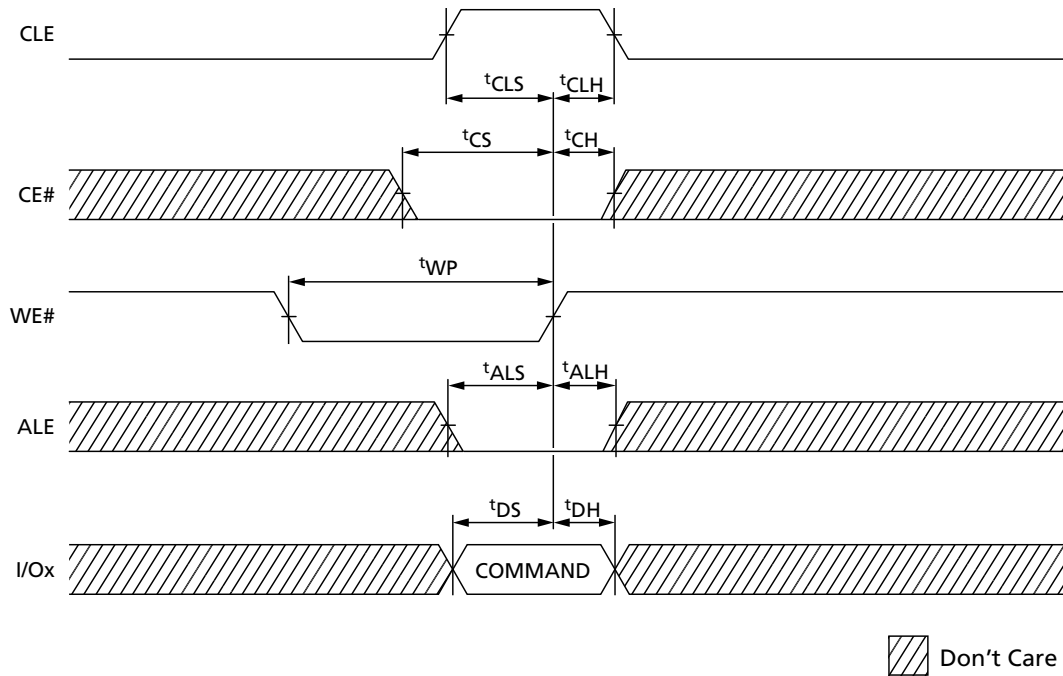 CLE
tCLS tCLH
tCS tCH
CE#
tWP
WE#
tALS tALH
ALE
tDS tDH
I/Ox COMMAND
Don't Care